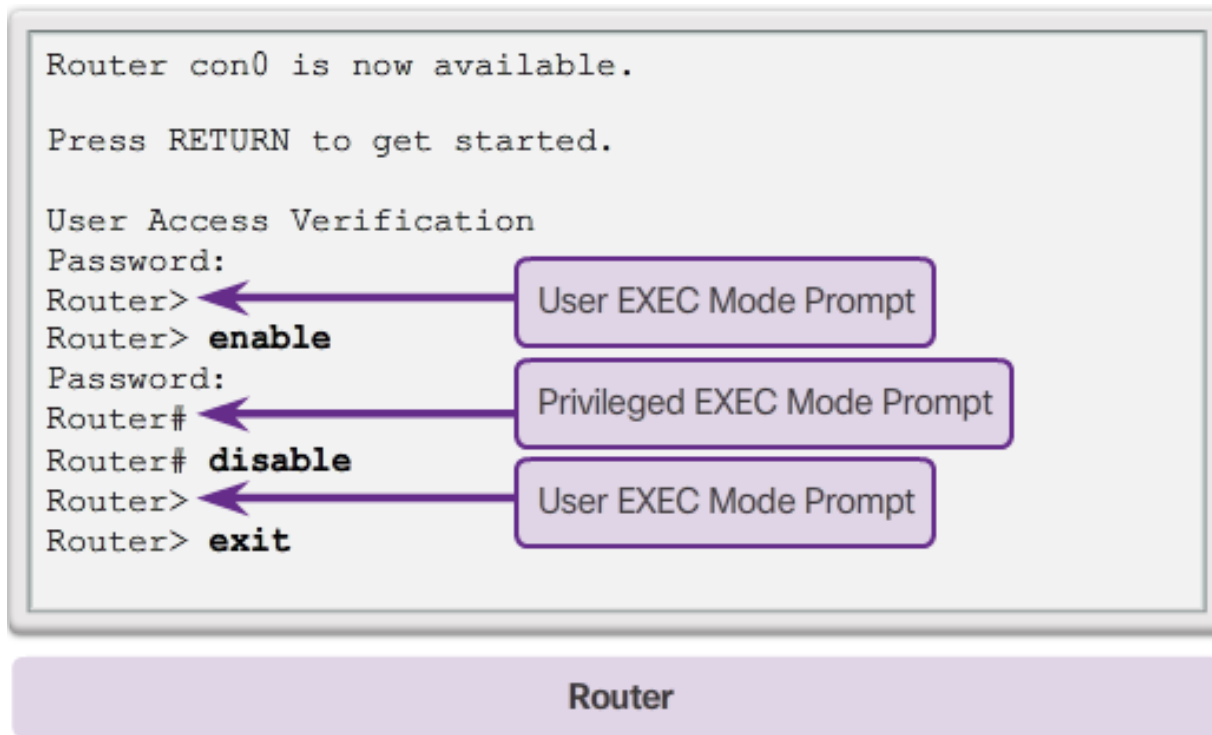 Router con0 is now available.
Press RETURN to get started.
User Access Verification
Password:
Router>
User EXEC Mode Prompt
Router> enable
Password:
Router#
Privileged EXEC Mode Prompt
Router# disable
Router>
User EXEC Mode Prompt
Router> exit
Router